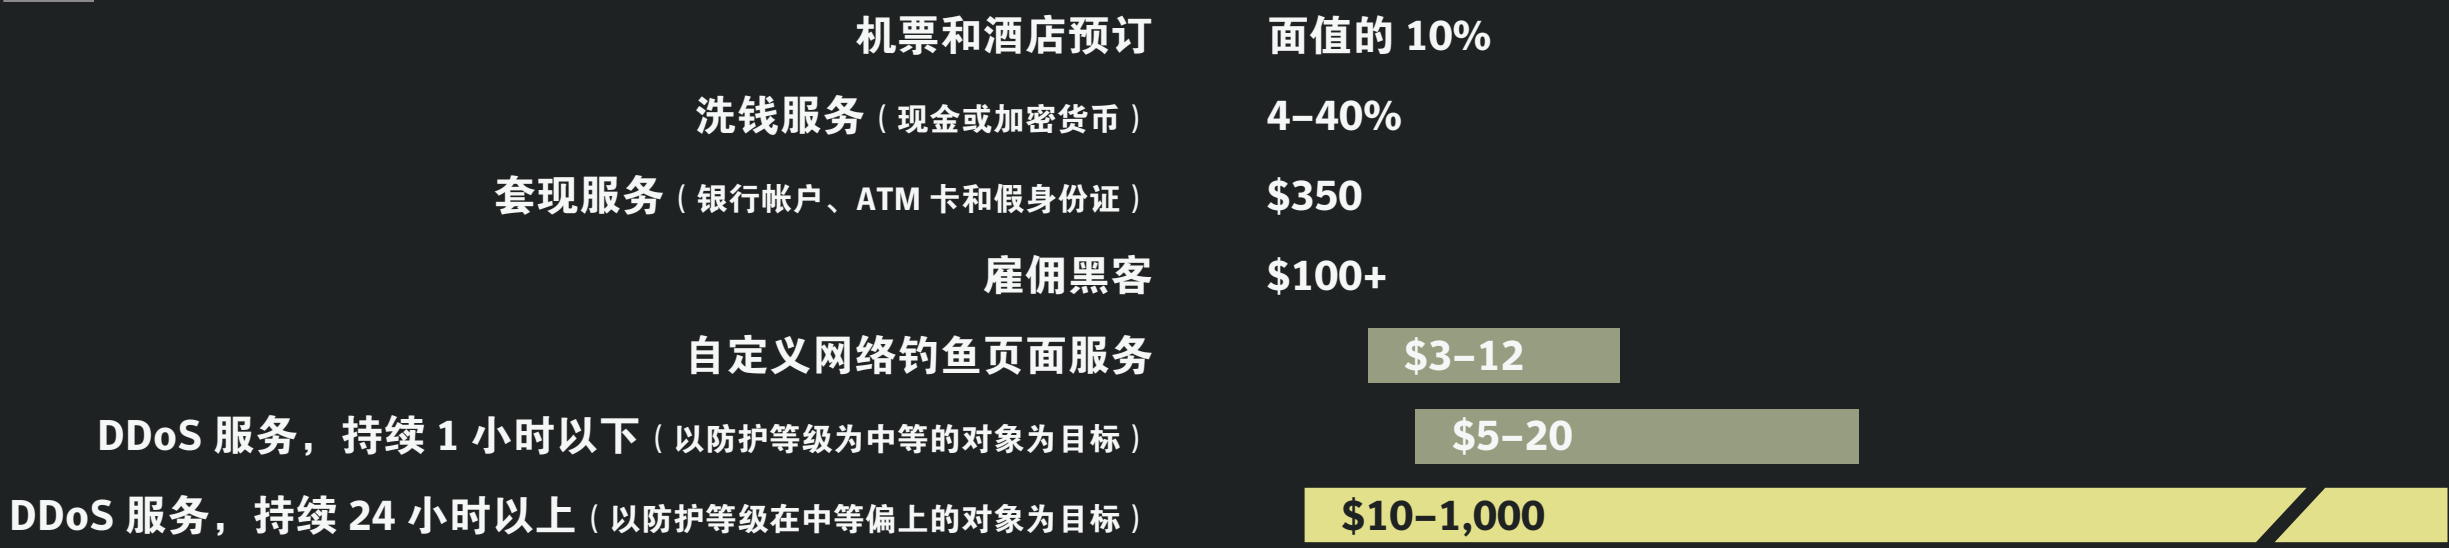 机票和酒店预订 面值的 10%
洗钱服务（现金或加密货币） 4–40%
套现服务（银行帐户、ATM 卡和假身份证） $350
雇佣黑客 $100+
自定义网络钓鱼页面服务 $3–12
DDoS 服务，持续 1 小时以下（以防护等级为中等的对象为目标） $5–20
DDoS 服务，持续 24 小时以上（以防护等级在中等偏上的对象为目标） $10–1,000